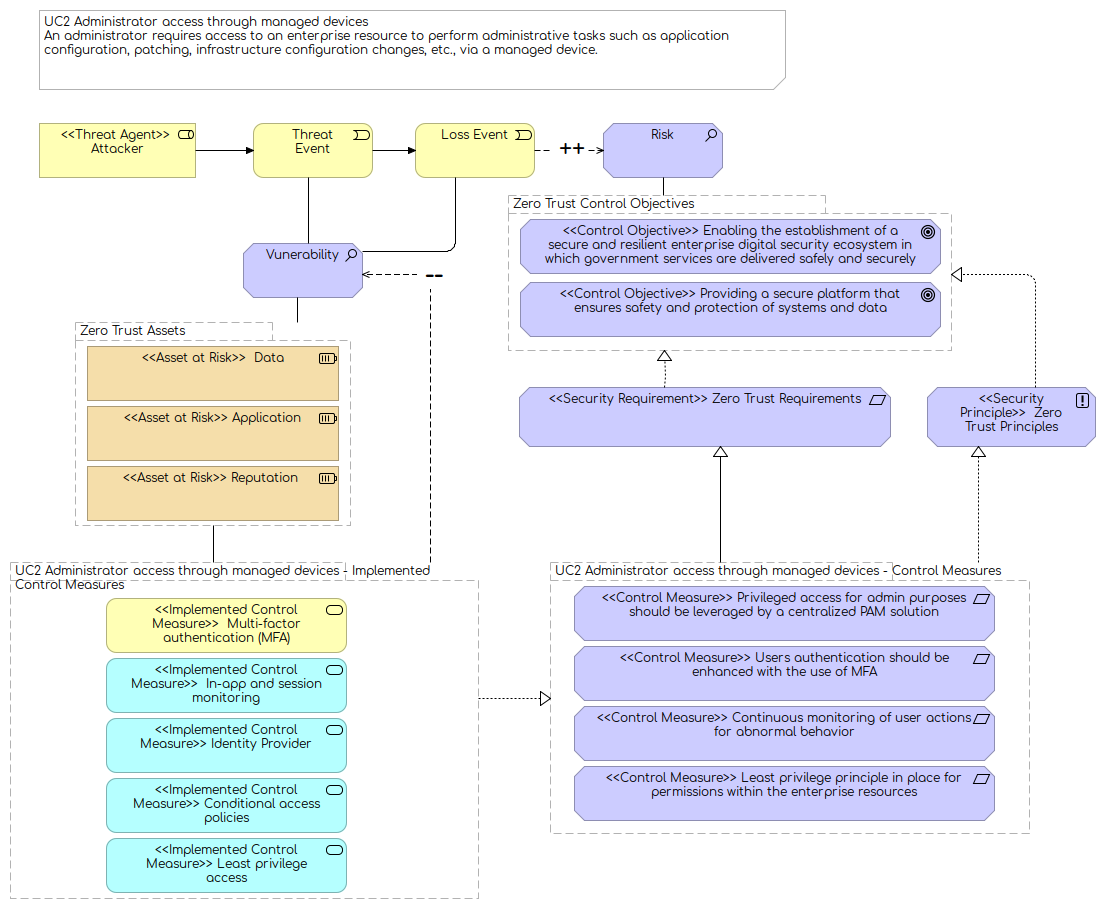 UC2 Administrator access through managed devices
An administrator requires access to an enterprise resource to perform administrative tasks such as application
configuration, patching, infrastructure configuration changes, etc., via a managed device.
<<Threat Agent>>
Attacker
Threat
Event
Loss Event
++
Risk
Zero Trust Control Objectives
<<Control Objective>> Enabling the establishment of a
secure and resilient enterprise digital security ecosystem in
which government services are delivered safely and securely
<<Control Objective>> Providing a secure platform that
ensures safety and protection of systems and data
Vunerability
--
Zero Trust Assets
<<Asset at Risk>> Data
<<Asset at Risk>> Application
<<Asset at Risk>> Reputation
<<Security Requirement>> Zero Trust Requirements
<<Security
Principle>> Zero
Trust Principles
UC2 Administrator access through managed devices - Implemented
Control Measures
<<Implemented Control
Measure>> Multi-factor
authentication (MFA)
<<Implemented Control
Measure>> In-app and session
monitoring
<<Implemented Control
Measure>> Identity Provider
<<Implemented Control
Measure>> Conditional access
policies
<<Implemented Control
Measure>> Least privilege
access
UC2 Administrator access through managed devices - Control Measures
<<Control Measure>> Privileged access for admin purposes
should be leveraged by a centralized PAM solution
<<Control Measure>> Users authentication should be
enhanced with the use of MFA
<<Control Measure>> Continuous monitoring of user actions
for abnormal behavior
<<Control Measure>> Least privilege principle in place for
permissions within the enterprise resources